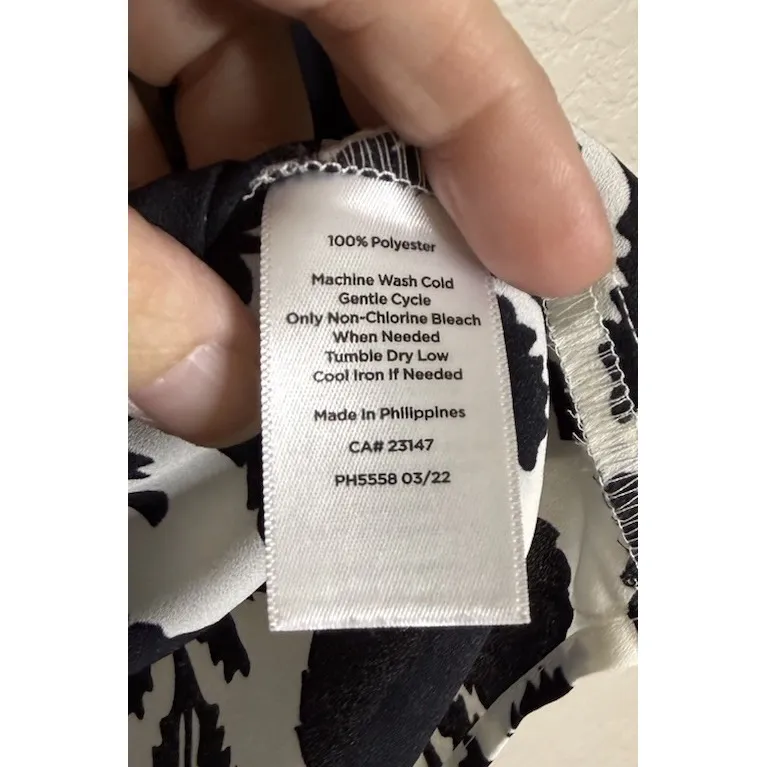 100% Polyester
Machine Wash Cold
Gentle Cycle
Only Non-Chlorine Bleach
When Needed
Tumble Dry Low
Cool Iron If Needed
Made In Philippines
CA# 23147
PH5558 03/22